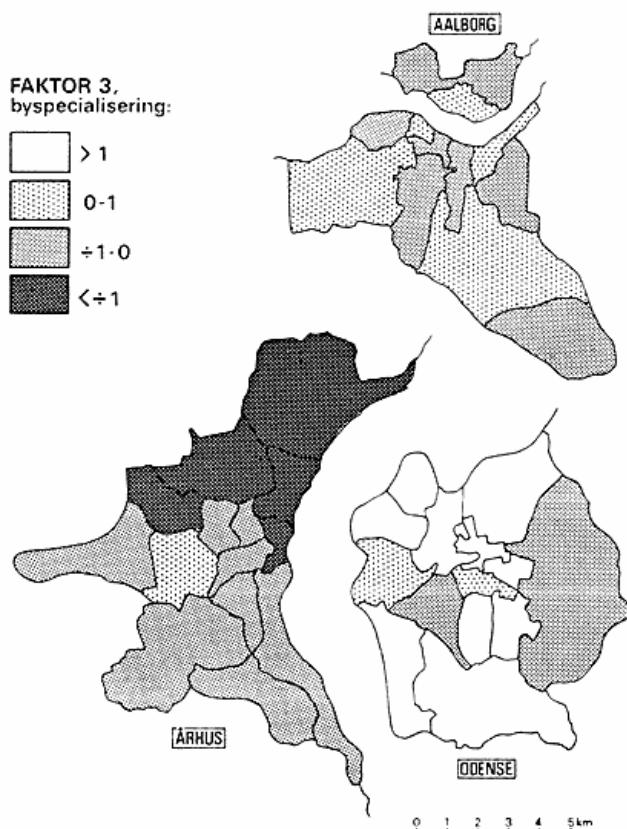 AALBORG
FAKTOR 3,
byspecialisering:
> 1
0-1
÷1-0
<÷1
ÅRHUS
ODENSE
0 1 2 3 4 5km